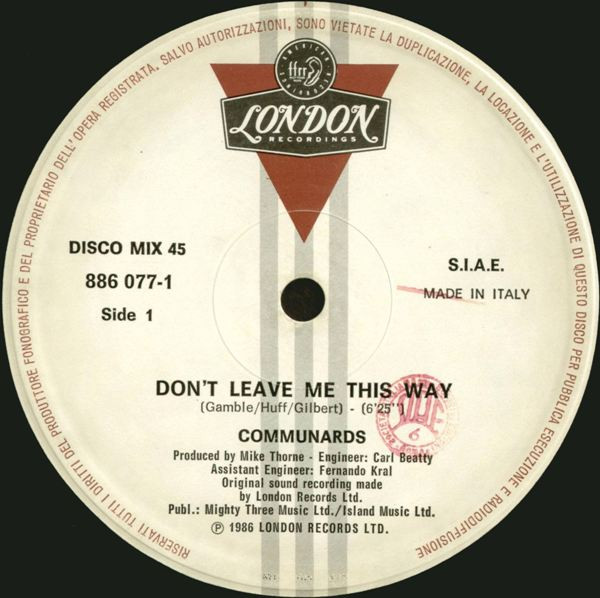 RISERVATI TUTTI I DIRITTI DEL PRODUTTORE FONOGRAFICO E DEL PROPRIETARIO DELL'OPERA REGISTRATA. SALVO AUTORIZZAZIONI, SONO VIETATE LA DUPLICAZIONE, LA LOCAZIONE E L'UTILIZZAZIONE DI QUESTO DISCO PER PUBBLICA ESECUZIONE E RADIODIFFUSIONE
AMERICAN
ffrr
RECORDINGS
LONDON
RECORDINGS
DISCO MIX 45
886 077-1
Side 1
S.I.A.E.
MADE IN ITALY
DON'T LEAVE ME THIS WAY
(Gamble/Huff/Gilbert) - (6'25")
COMMUNARDS
6
Produced by Mike Thorne - Engineer: Carl Beatty
Assistant Engineer: Fernando Kral
Original sound recording made
by London Records Ltd.
Publ.: Mighty Three Music Ltd./Island Music Ltd.
℗ 1986 LONDON RECORDS LTD.